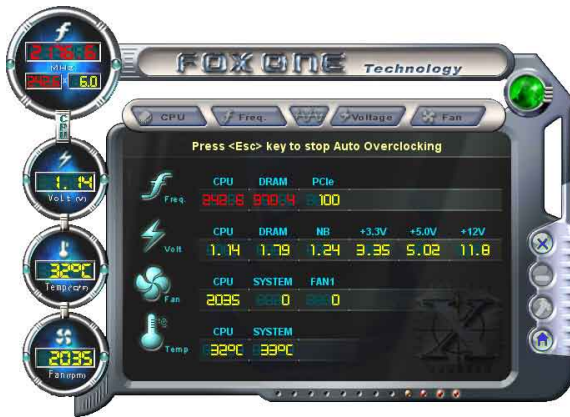 f
MHz
6.0
FOX ONE Technology
CPU
Freq.
Voltage
Fan
CPU
Press <Esc> key to stop Auto Overclocking
CPU DRAM PCIe
Freq. 100
1.14
Volt (V)
CPU DRAM NB +3.3V +5.0V +12V
Volt 1.14 1.79 1.24 3.35 5.02 11.8
32°C
CPU SYSTEM FAN1
Fan 2035 0 0
CPU SYSTEM
Temp 32°C 33°C
2035
Fan(rpm)